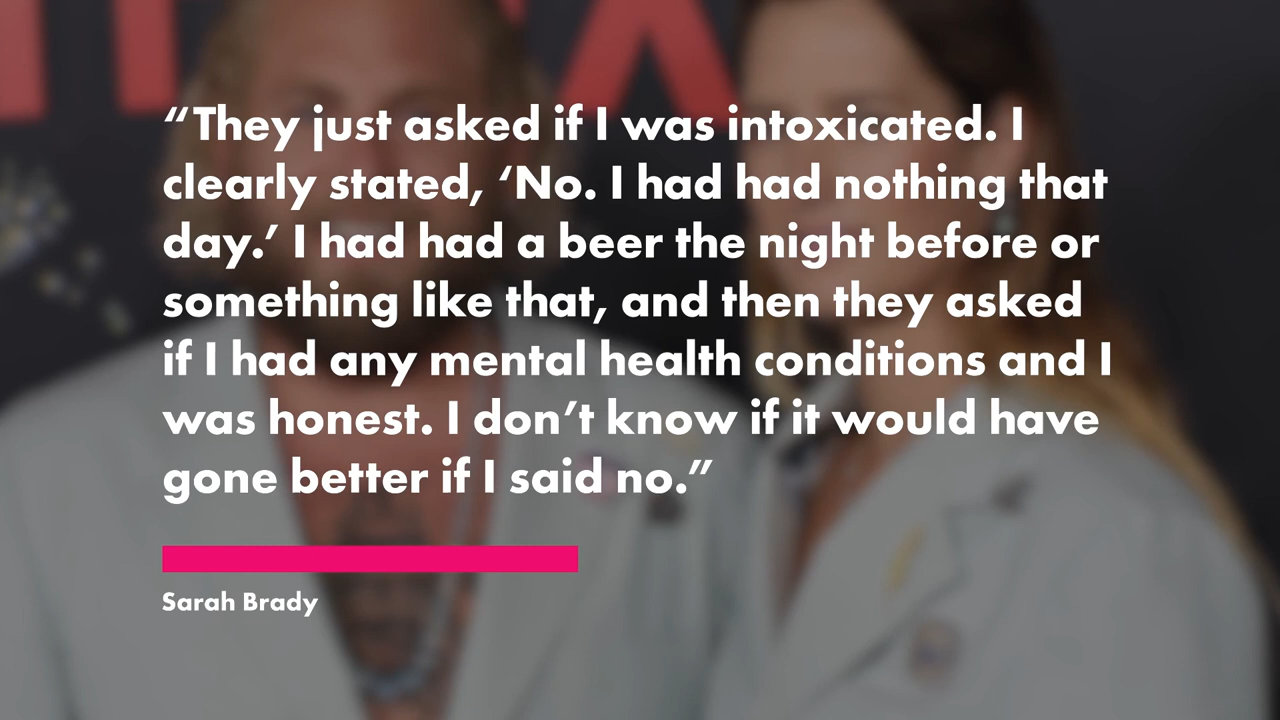 “They just asked if I was intoxicated. I
clearly stated, ‘No. I had had nothing that
day.’ I had had a beer the night before or
something like that, and then they asked
if I had any mental health conditions and I
was honest. I don’t know if it would have
gone better if I said no.”
Sarah Brady